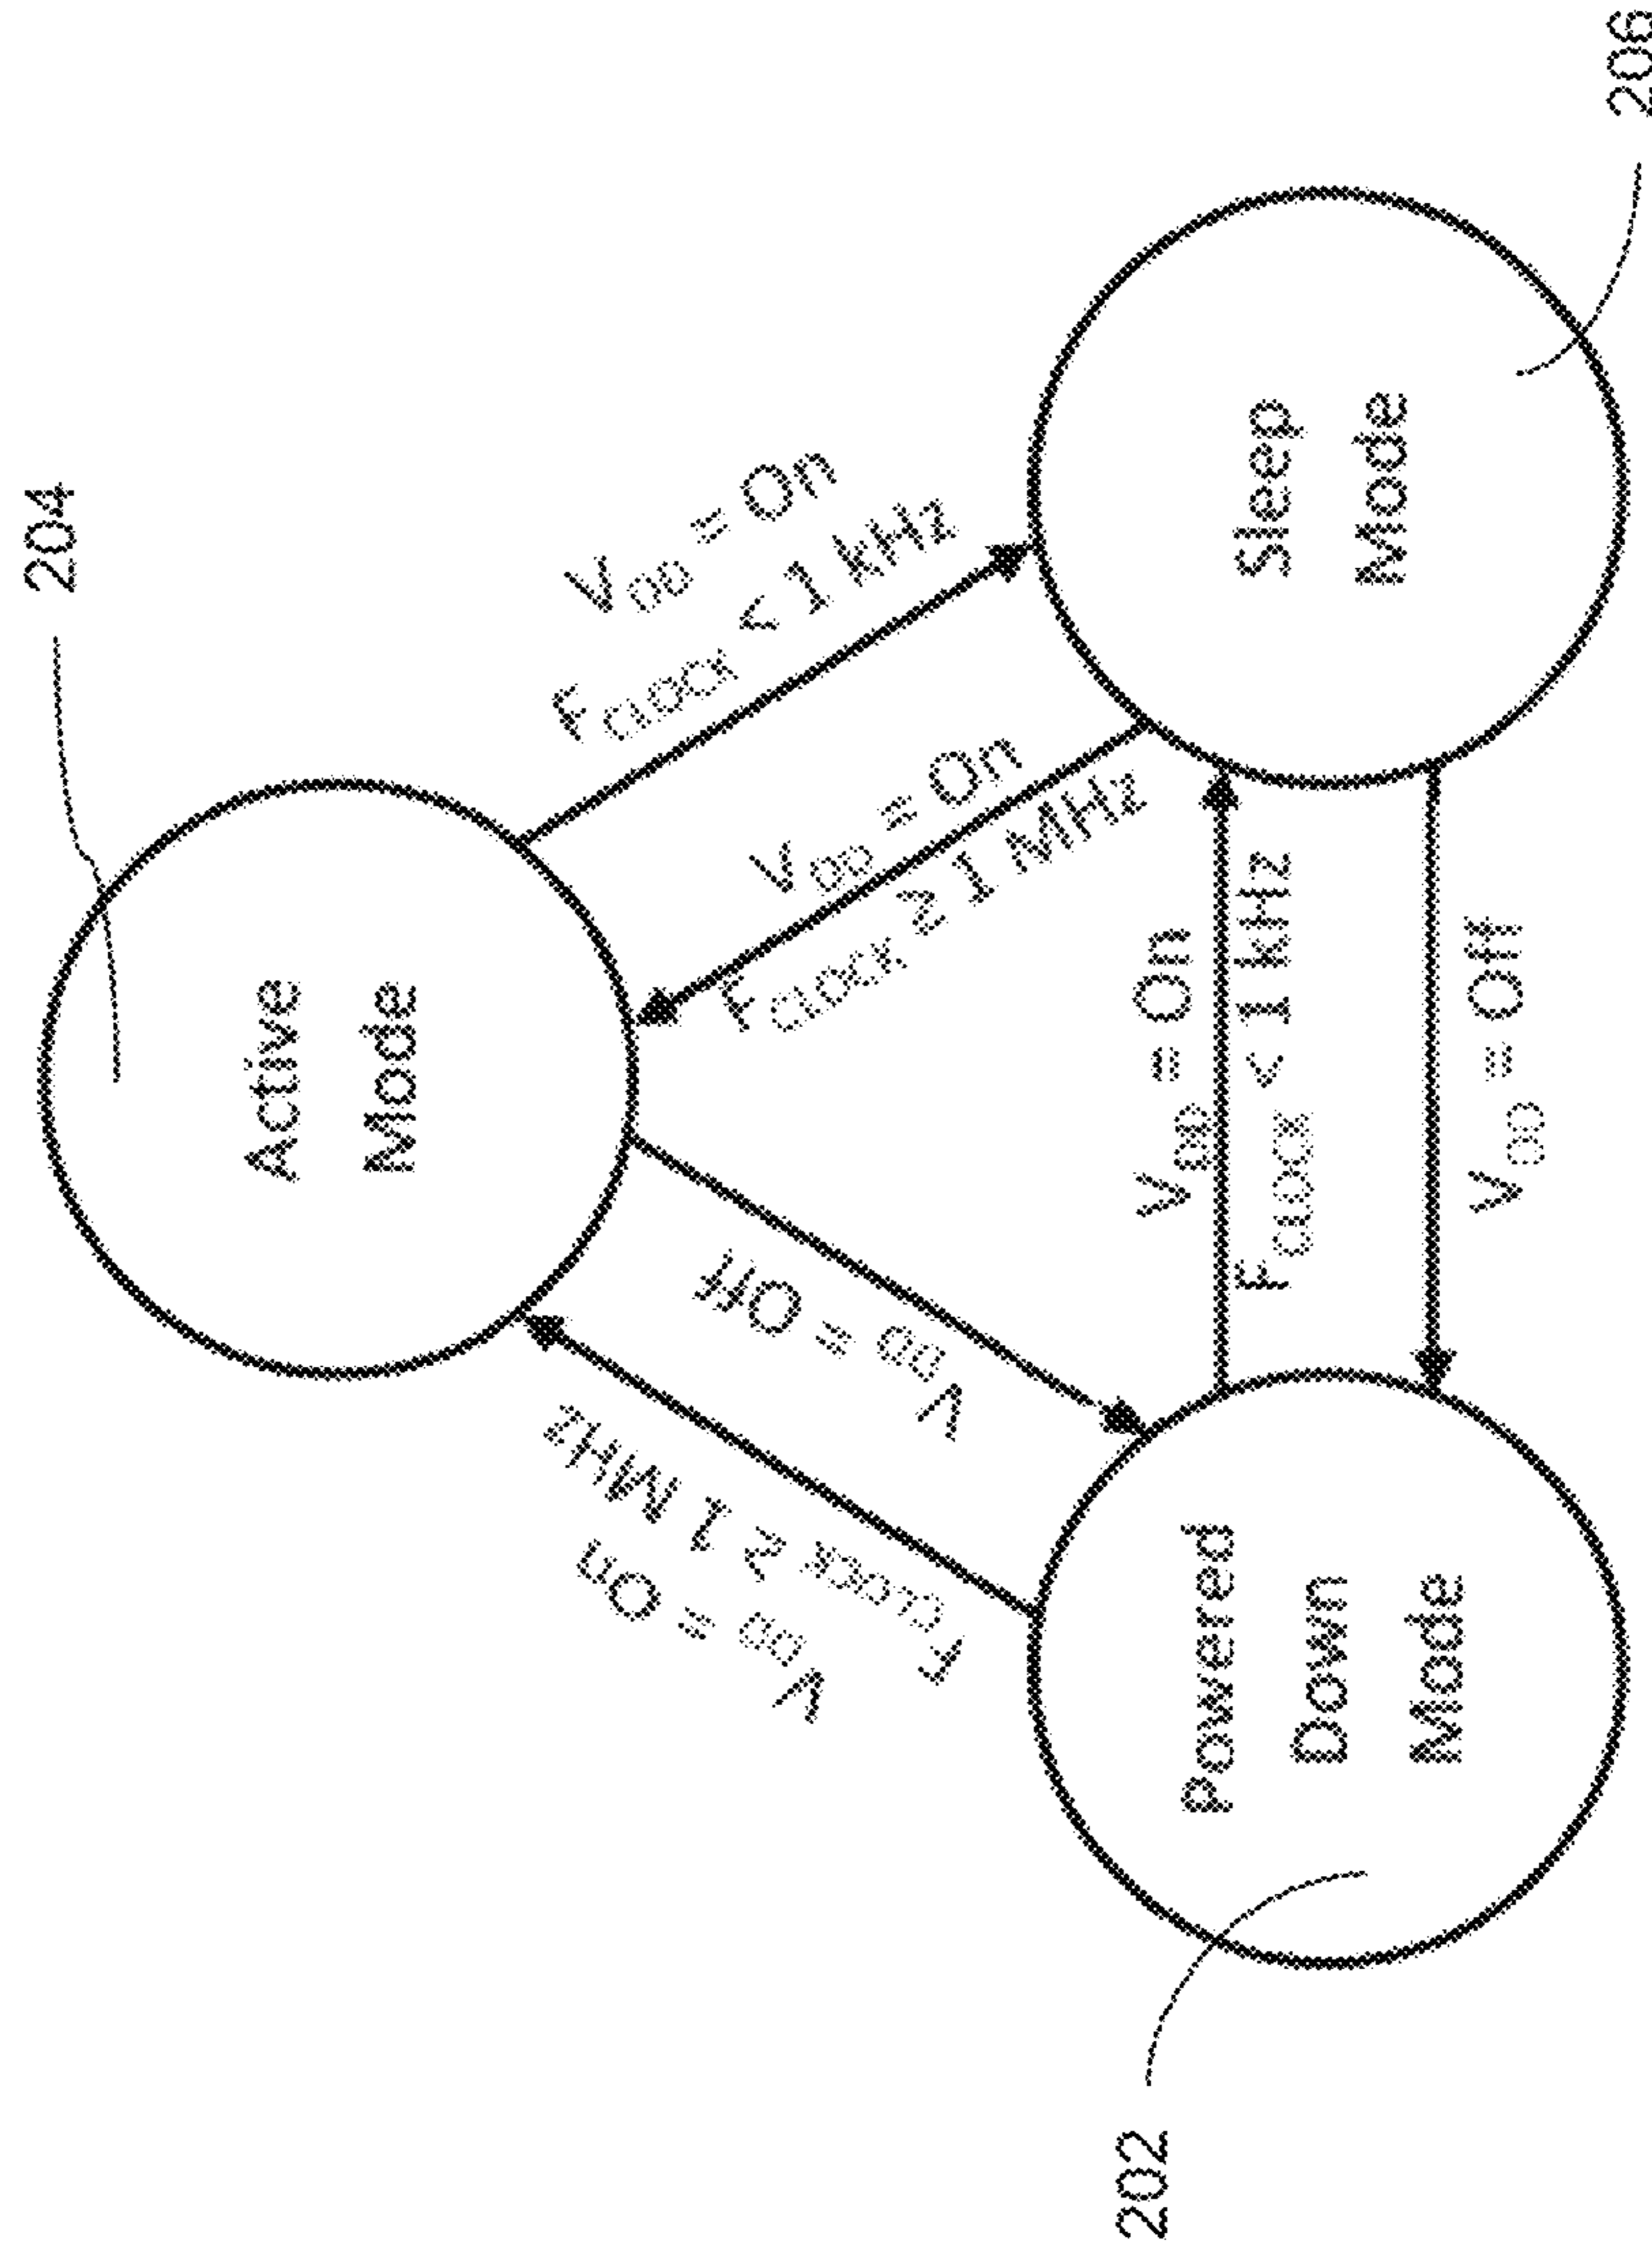 204
Active
Mode
V_DD = On
F_CLOCK ≥ 1 MHz
V_DD = Off
V_DD = On
F_CLOCK < 1 kHz
V_DD = On
F_CLOCK ≥ 1 MHz
202
Powered
Down
Mode
V_DD = On
F_CLOCK < 1 kHz
V_DD = Off
Sleep
Mode
206